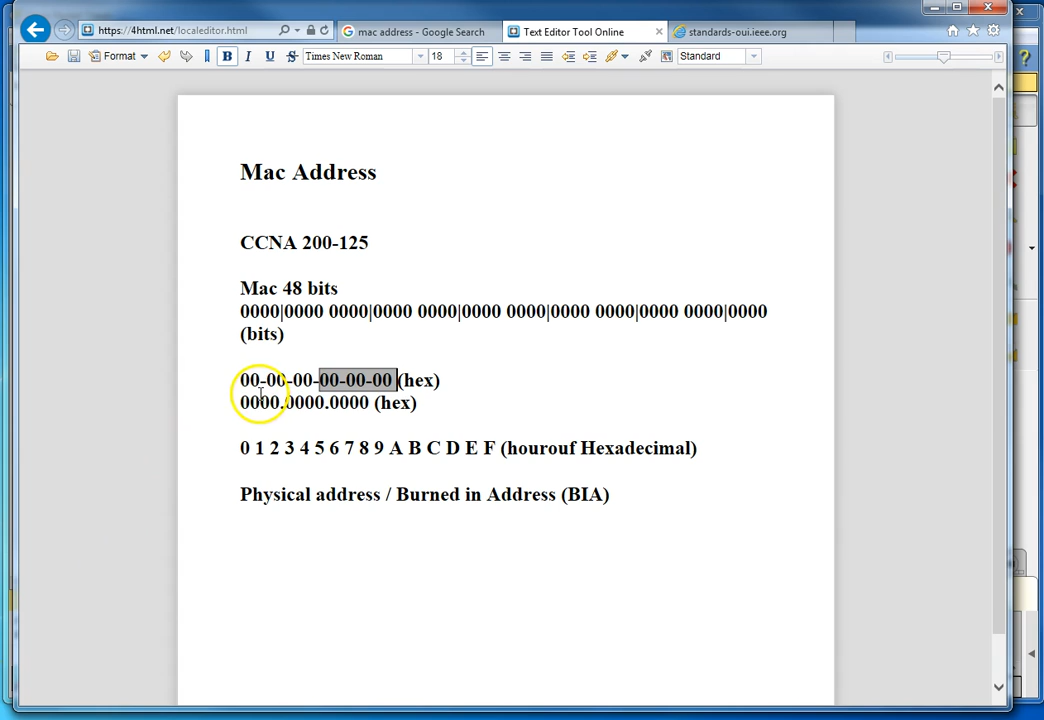 https://4html.net/localeditor.html
mac address - Google Search
Text Editor Tool Online
standards-oui.ieee.org
Format
B I U S
Times New Roman
18
Standard
Mac Address
CCNA 200-125
Mac 48 bits
0000|0000 0000|0000 0000|0000 0000|0000 0000|0000 0000|0000
(bits)
00-00-00-00-00-00 (hex)
0000.0000.0000 (hex)
0 1 2 3 4 5 6 7 8 9 A B C D E F (hourouf Hexadecimal)
Physical address / Burned in Address (BIA)